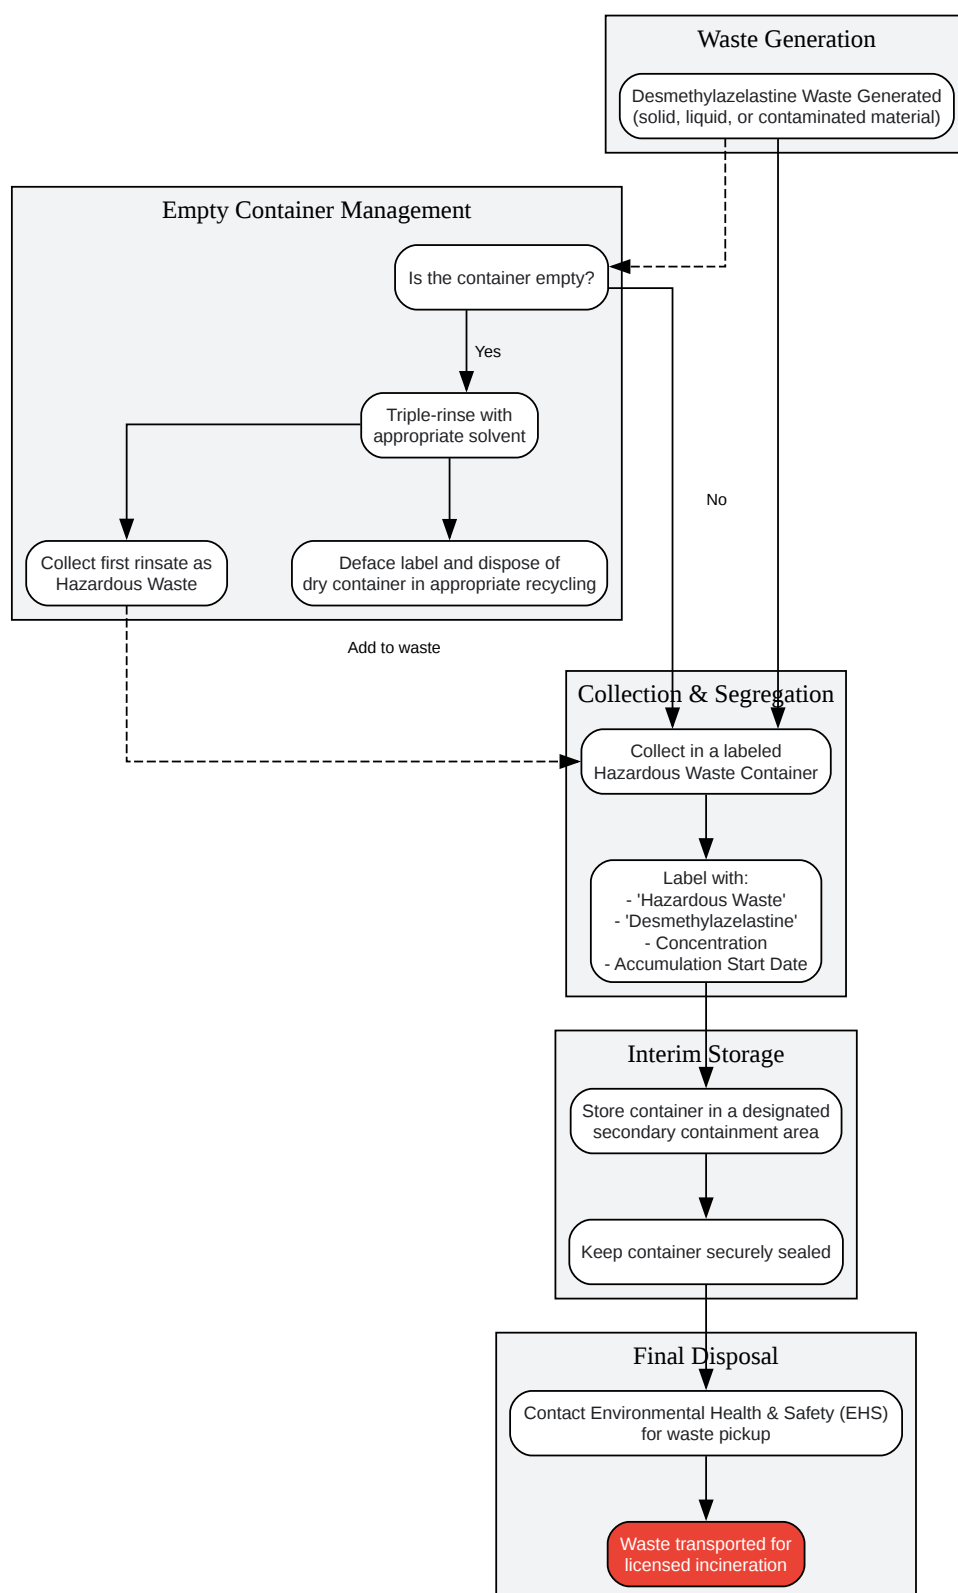 Waste Generation
Desmethylazelastine Waste Generated
(solid, liquid, or contaminated material)
Empty Container Management
Is the container empty?
Yes
Triple-rinse with
appropriate solvent
No
Collect first rinsate as
Hazardous Waste
Deface label and dispose of
dry container in appropriate recycling
Add to waste
Collection & Segregation
Collect in a labeled
Hazardous Waste Container
Label with:
- 'Hazardous Waste'
- 'Desmethylazelastine'
- Concentration
- Accumulation Start Date
Interim Storage
Store container in a designated
secondary containment area
Keep container securely sealed
Final Disposal
Contact Environmental Health & Safety (EHS)
for waste pickup
Waste transported for
licensed incineration